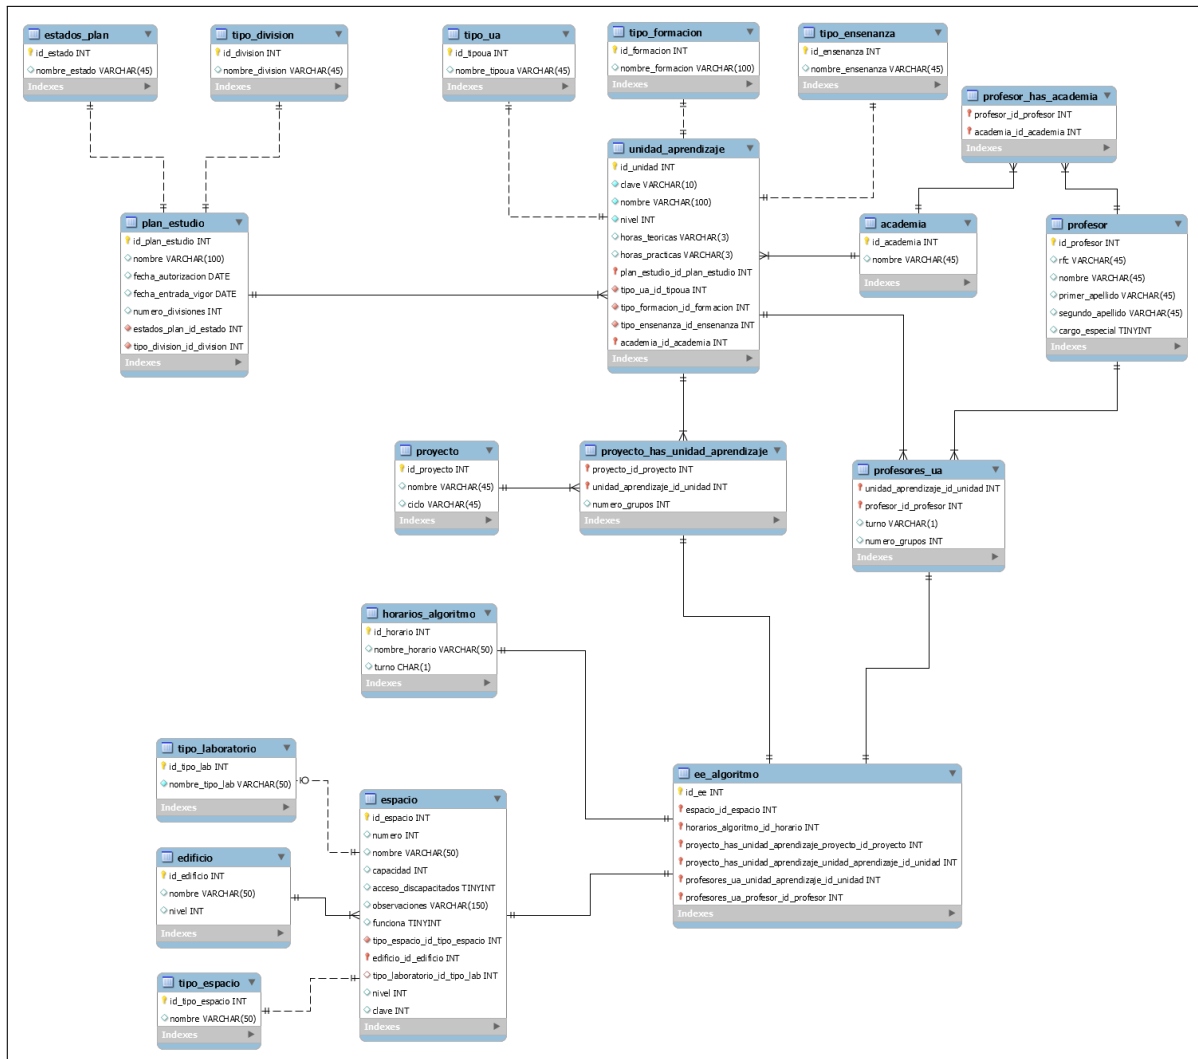 estados_plan
id_estado INT
nombre_estado VARCHAR(45)
Indexes
tipo_división
id_division INT
nombre_division VARCHAR(45)
Indexes
tipo_ua
id_tipoua INT
nombre_tipoua VARCHAR(45)
Indexes
tipo_formacion
id_formacion INT
nombre_formacion VARCHAR(100)
Indexes
tipo_ensenanza
id_ensenanza INT
nombre_ensenanza VARCHAR(45)
Indexes
profesor_has_academia
profesor_id_profesor INT
academia_id_academia INT
Indexes
unidad_aprendizaje
id_unidad INT
clave VARCHAR(10)
nombre VARCHAR(100)
nivel INT
horas_teoricas VARCHAR(3)
horas_practicas VARCHAR(3)
plan_estudio_id_plan_estudio INT
tipo_ua_id_tipoua INT
tipo_formacion_id_formacion INT
tipo_ensenanza_id_ensenanza INT
academia_id_academia INT
Indexes
plan_estudio
id_plan_estudio INT
nombre VARCHAR(100)
fecha_autorizacion DATE
fecha_entrada_vigor DATE
numero_divisiones INT
estados_plan_id_estado INT
tipo_division_id_division INT
Indexes
academia
id_academia INT
nombre VARCHAR(45)
Indexes
profesor
id_profesor INT
rfc VARCHAR(45)
nombre VARCHAR(45)
primer_apellido VARCHAR(45)
segundo_apellido VARCHAR(45)
cargo_especial TINYINT
Indexes
proyecto
id_proyecto INT
nombre VARCHAR(45)
ciclo VARCHAR(45)
Indexes
proyecto_has_unidad_aprendizaje
proyecto_id_proyecto INT
unidad_aprendizaje_id_unidad INT
numero_grupos INT
Indexes
profesores_ua
unidad_aprendizaje_id_unidad INT
profesor_id_profesor INT
turno VARCHAR(1)
numero_grupos INT
Indexes
horarios_algoritmo
id_horario INT
nombre_horario VARCHAR(50)
turno CHAR(1)
Indexes
tipo_laboratorio
id_tipo_lab INT
nombre_tipo_lab VARCHAR(50)
Indexes
edificio
id_edificio INT
nombre VARCHAR(50)
nivel INT
Indexes
tipo_espacio
id_tipo_espacio INT
nombre VARCHAR(50)
Indexes
espacio
id_espacio INT
numero INT
nombre VARCHAR(50)
capacidad INT
acceso_discapacitados TINYINT
observaciones VARCHAR(150)
funciona TINYINT
tipo_espacio_id_tipo_espacio INT
edificio_id_edificio INT
tipo_laboratorio_id_tipo_lab INT
nivel INT
clave INT
Indexes
ee_algoritmo
id_ee INT
espacio_id_espacio INT
horarios_algoritmo_id_horario INT
proyecto_has_unidad_aprendizaje_proyecto_id_proyecto INT
proyecto_has_unidad_aprendizaje_unidad_aprendizaje_id_unidad INT
profesores_ua_unidad_aprendizaje_id_unidad INT
profesores_ua_profesor_id_profesor INT
Indexes